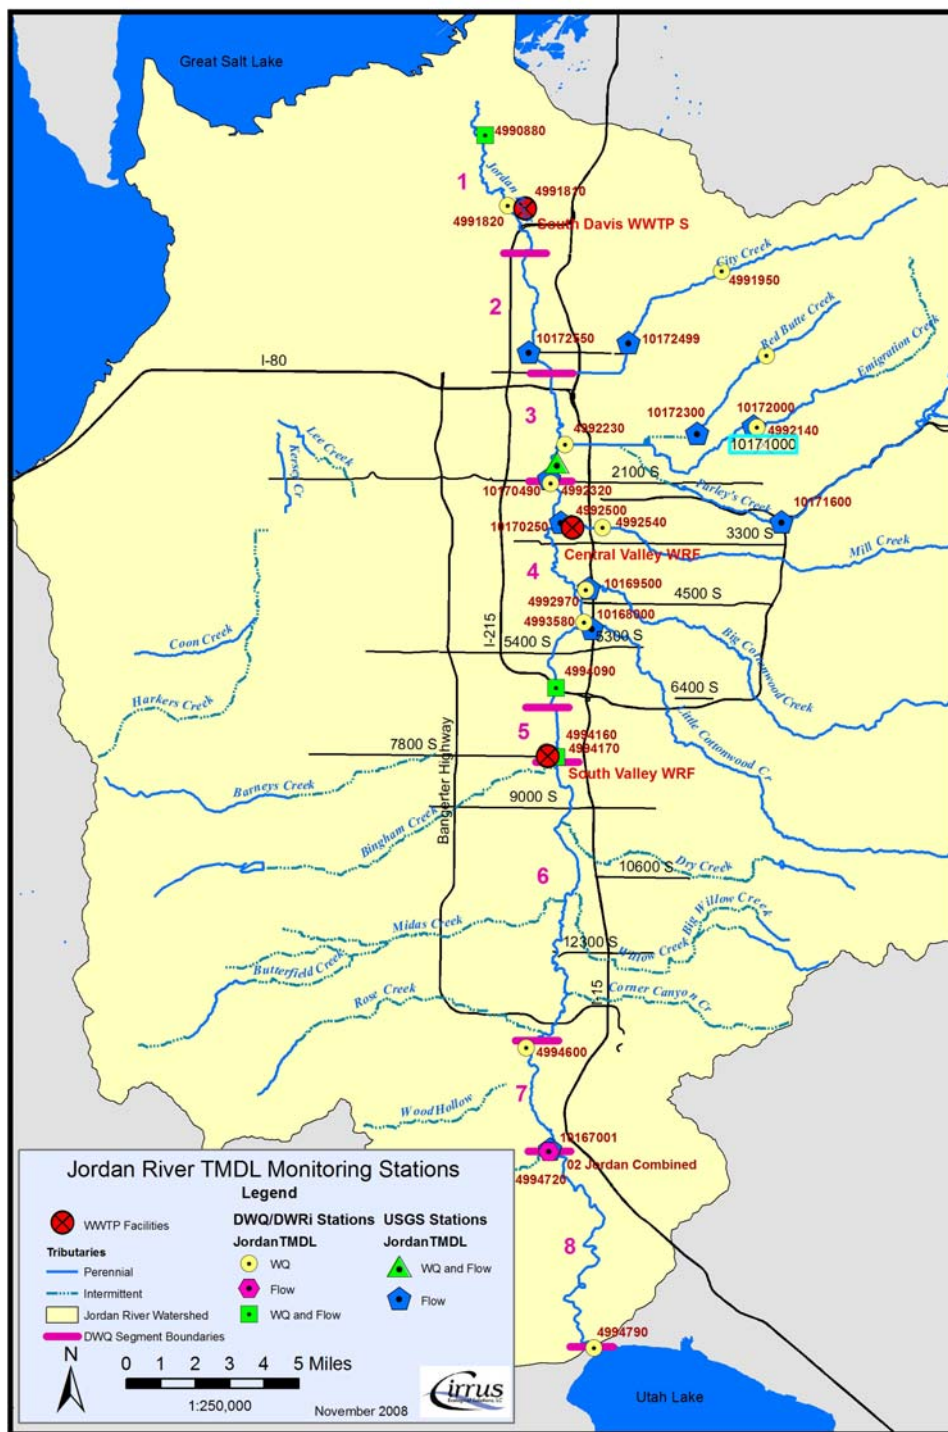 Great Salt Lake
4990880
1
Jordan
4991810
4991820
South Davis WWTP S
City Creek
4991950
2
Red Butte Creek
Emigration Creek
10172550
10172499
I-80
3
4992230
10172300
10172000
4992140
10171000
Lee Creek
Kersey Cr
2100 S
Parley's Creek
10170490
4992320
4992500
10171600
10170250
4992540
3300 S
Mill Creek
Central Valley WRF
4
10169500
4992970
4500 S
10168000
4993580
5300 S
I-215
5400 S
Coon Creek
Big Cottonwood Creek
4994090
6400 S
Harkers Creek
Little Cottonwood Cr
5
4994160
4994170
7800 S
South Valley WRF
Bangerter Highway
Barneys Creek
9000 S
Bingham Creek
Dry Creek
10600 S
6
Big Willow Creek
Midas Creek
12300 S
Willow Creek
Butterfield Creek
Rose Creek
I-15
Corner Canyon Cr
4994600
7
Wood Hollow
10167001
02 Jordan Combined
4994720
8
4994790
Utah Lake
Jordan River TMDL Monitoring Stations
Legend
WWTP Facilities
Tributaries
Perennial
Intermittent
Jordan River Watershed
DWQ Segment Boundaries
DWQ/DWRi Stations
JordanTMDL
WQ
Flow
WQ and Flow
USGS Stations
JordanTMDL
WQ and Flow
Flow
N
0 1 2 3 4 5 Miles
1:250,000
November 2008
Cirrus